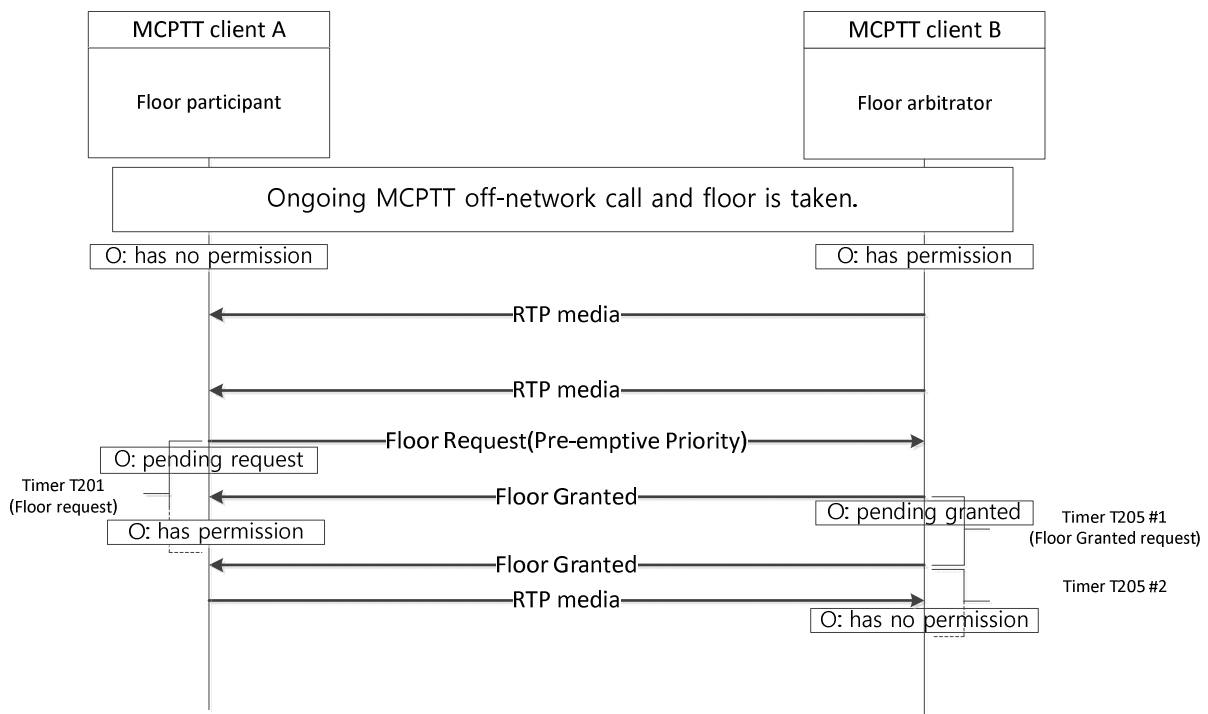 MCPTT client A
MCPTT client B
Floor participant
Floor arbitrator
Ongoing MCPTT off-network call and floor is taken.
O: has no permission
O: has permission
RTP media
RTP media
Floor Request(Pre-emptive Priority)
O: pending request
Timer T201
(Floor request)
Floor Granted
O: pending granted
Timer T205 #1
(Floor Granted request)
O: has permission
Floor Granted
Timer T205 #2
RTP media
O: has no permission